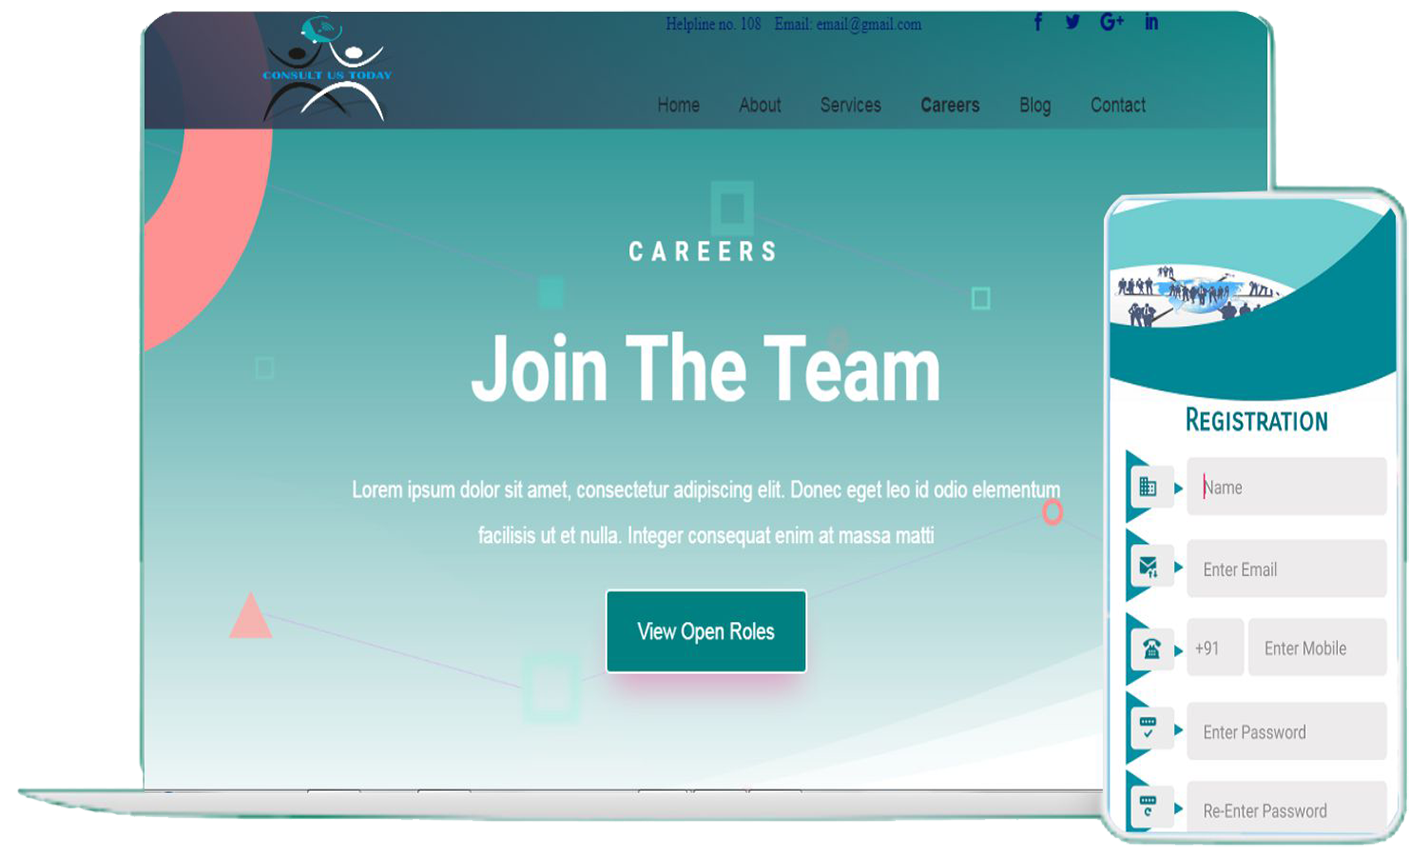 Helpline no. 108 Email: email@gmail.com
f G+ in
CONSULT US TODAY
Home About Services Careers Blog Contact
CAREERS
Join The Team
Lorem ipsum dolor sit amet, consectetur adipiscing elit. Donec eget leo id odio elementum
facilisis ut et nulla. Integer consequat enim at massa matti
View Open Roles
REGISTRATION
Name
Enter Email
+91 Enter Mobile
Enter Password
Re-Enter Password